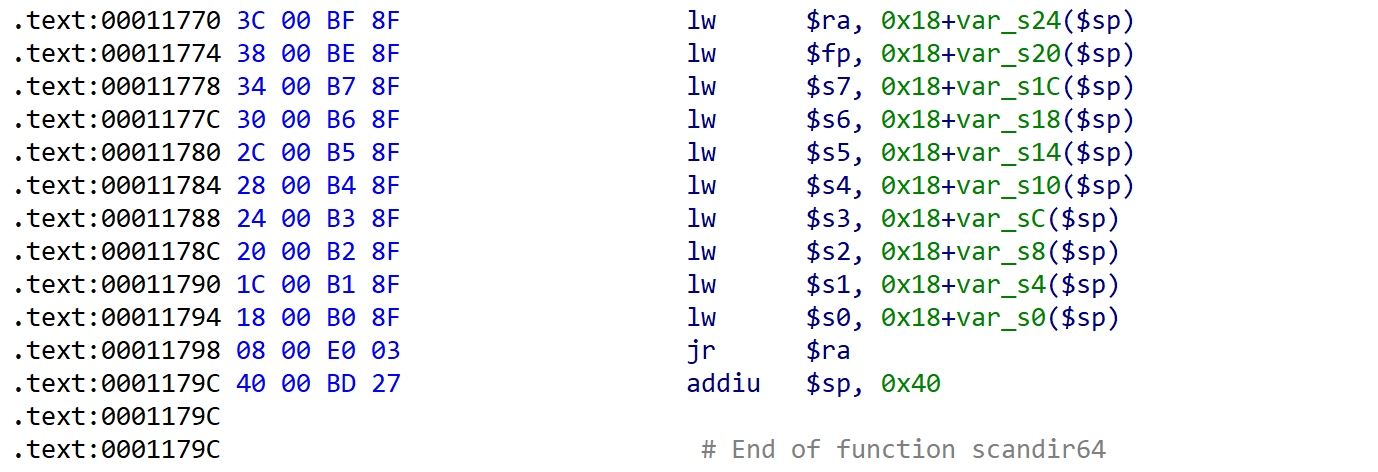 .text:00011770 3C 00 BF 8F lw $ra, 0x18+var_s24($sp)
.text:00011774 38 00 BE 8F lw $fp, 0x18+var_s20($sp)
.text:00011778 34 00 B7 8F lw $s7, 0x18+var_s1C($sp)
.text:0001177C 30 00 B6 8F lw $s6, 0x18+var_s18($sp)
.text:00011780 2C 00 B5 8F lw $s5, 0x18+var_s14($sp)
.text:00011784 28 00 B4 8F lw $s4, 0x18+var_s10($sp)
.text:00011788 24 00 B3 8F lw $s3, 0x18+var_sC($sp)
.text:0001178C 20 00 B2 8F lw $s2, 0x18+var_s8($sp)
.text:00011790 1C 00 B1 8F lw $s1, 0x18+var_s4($sp)
.text:00011794 18 00 B0 8F lw $s0, 0x18+var_s0($sp)
.text:00011798 08 00 E0 03 jr $ra
.text:0001179C 40 00 BD 27 addiu $sp, 0x40
.text:0001179C
.text:0001179C # End of function scandir64